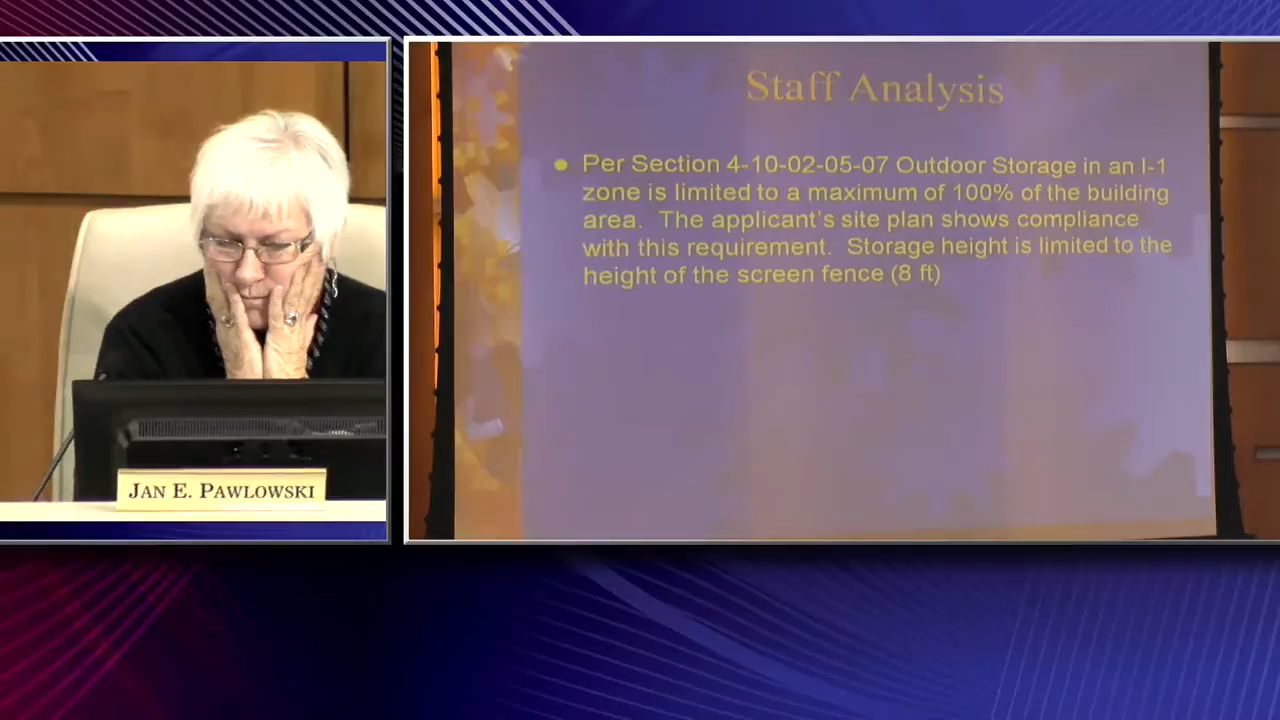 Staff Analysis
Per Section 4-10-02-05-07 Outdoor Storage in an I-1
zone is limited to a maximum of 100% of the building
area. The applicant's site plan shows compliance
with this requirement. Storage height is limited to the
height of the screen fence (8 ft)
JAN E. PAWLOWSKI